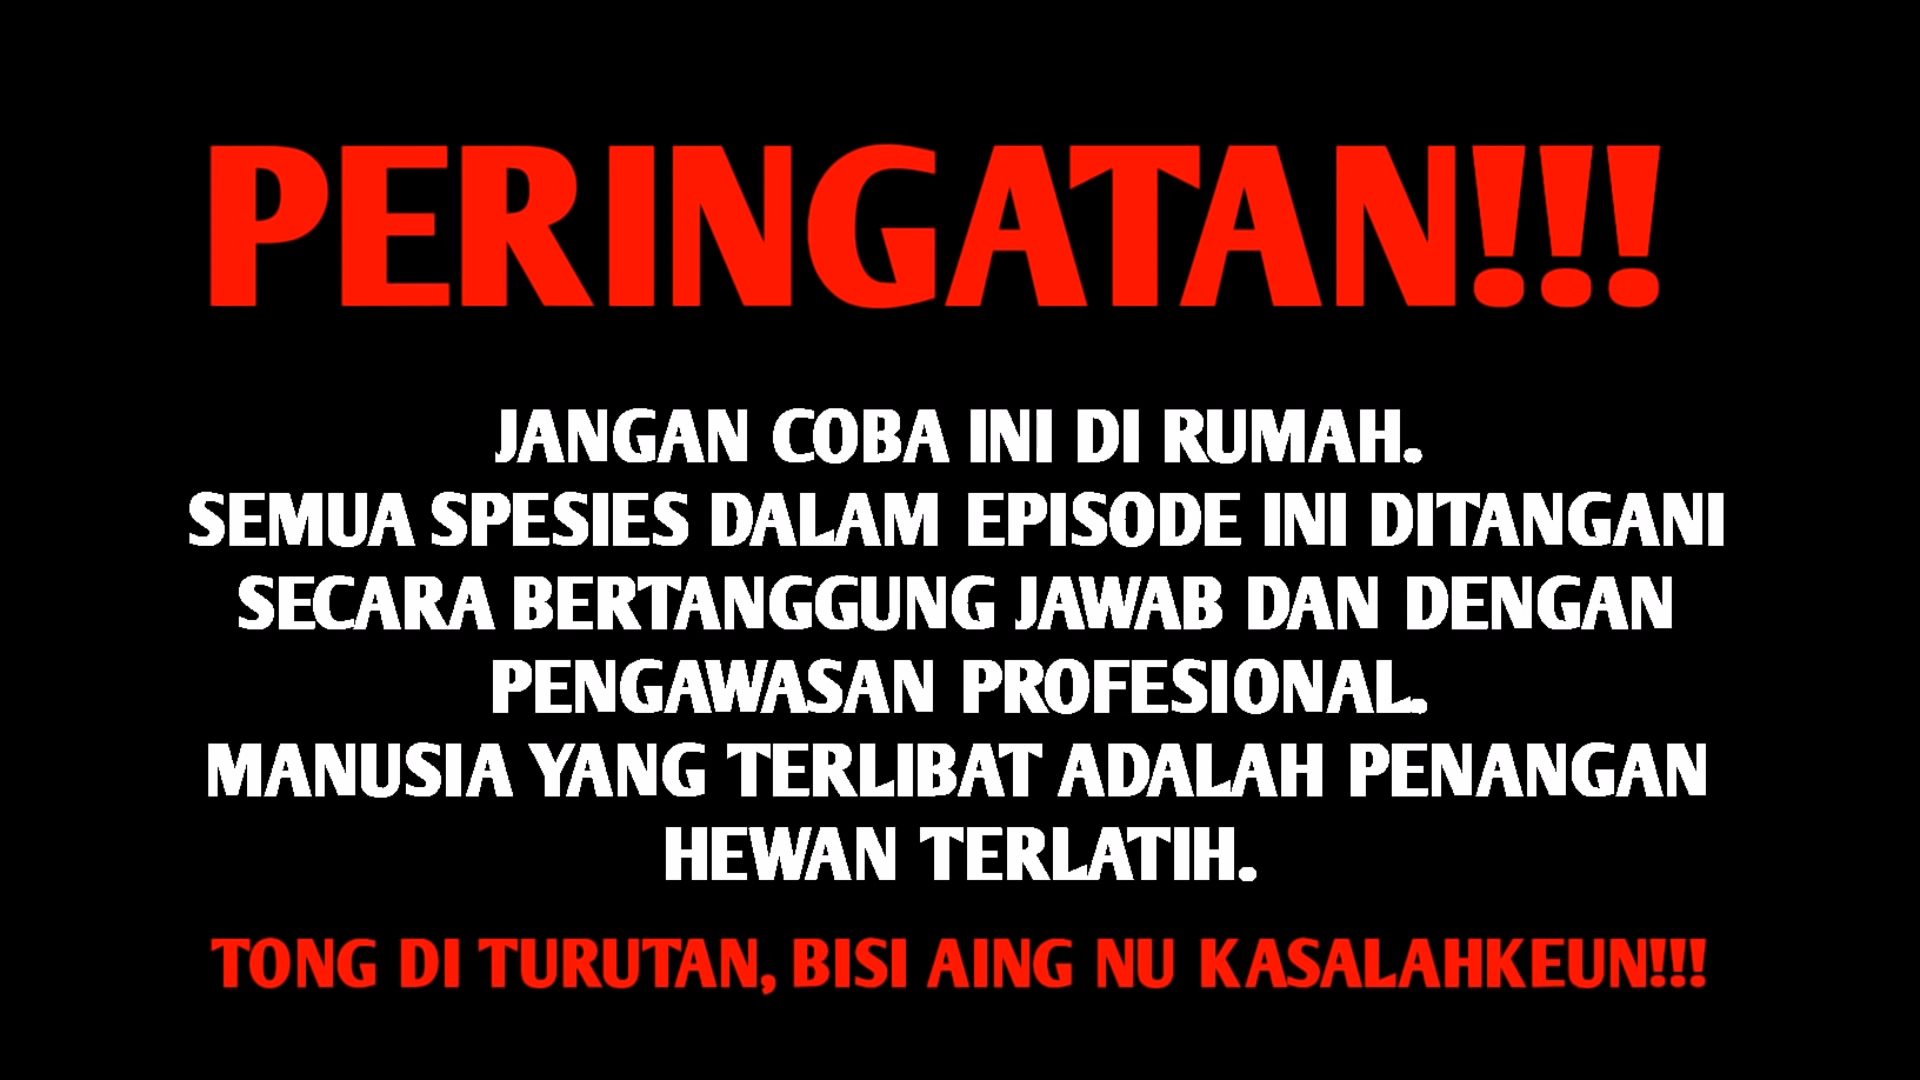 PERINGATAN!!!
JANGAN COBA INI DI RUMAH.
SEMUA SPESIES DALAM EPISODE INI DITANGANI
SECARA BERTANGGUNG JAWAB DAN DENGAN
PENGAWASAN PROFESIONAL.
MANUSIA YANG TERLIBAT ADALAH PENANGAN
HEWAN TERLATIH.
TONG DI TURUTAN, BISI AING NU KASALAHKEUN!!!